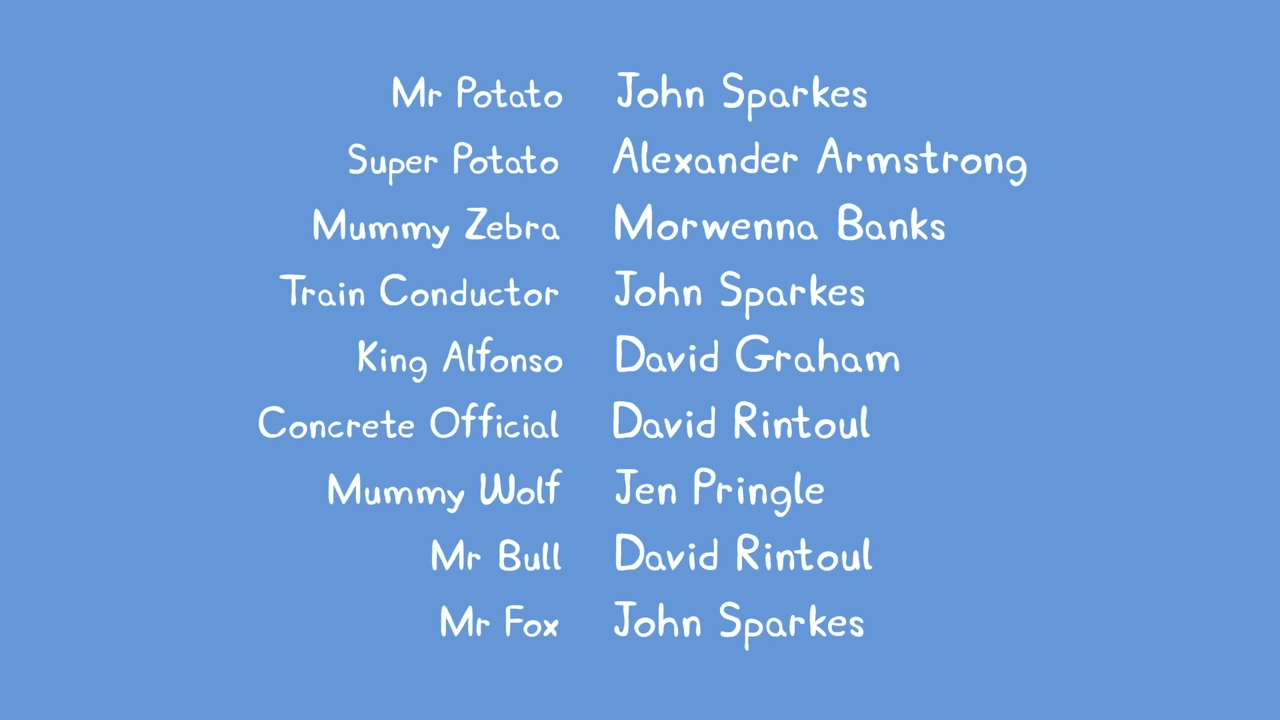 Mr Potato John Sparkes
Super Potato Alexander Armstrong
Mummy Zebra Morwenna Banks
Train Conductor John Sparkes
King Alfonso David Graham
Concrete Official David Rintoul
Mummy Wolf Jen Pringle
Mr Bull David Rintoul
Mr Fox John Sparkes